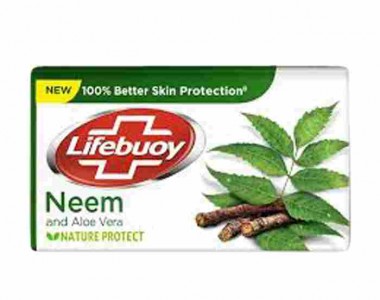 NEW 100% Better Skin Protection*
Lifebuoy
Neem
and Aloe Vera
NATURE PROTECT